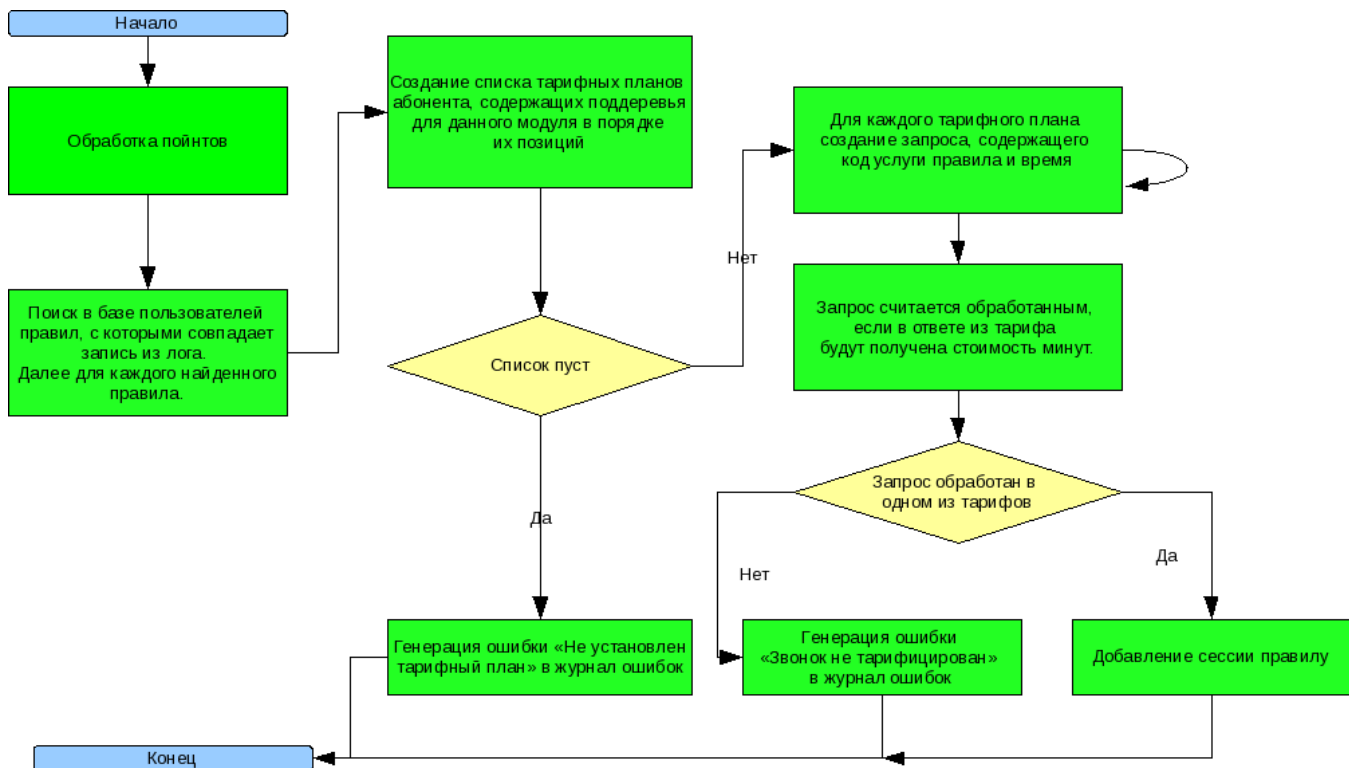 Начало
Обработка пойнтов
Поиск в базе пользователей
правил, с которыми совпадает
запись из лога.
Далее для каждого найденного
правила.
Создание списка тарифных планов
абонента, содержащих поддеревья
для данного модуля в порядке
их позиций
Список пуст
Нет
Да
Для каждого тарифного плана
создание запроса, содержащего
код услуги правила и время
Запрос считается обработанным,
если в ответе из тарифа
будут получена стоимость минут.
Запрос обработан в
одном из тарифов
Нет
Да
Генерация ошибки «Не установлен
тарифный план» в журнал ошибок
Генерация ошибки
«Звонок не тарифицирован»
в журнал ошибок
Добавление сессии правилу
Конец